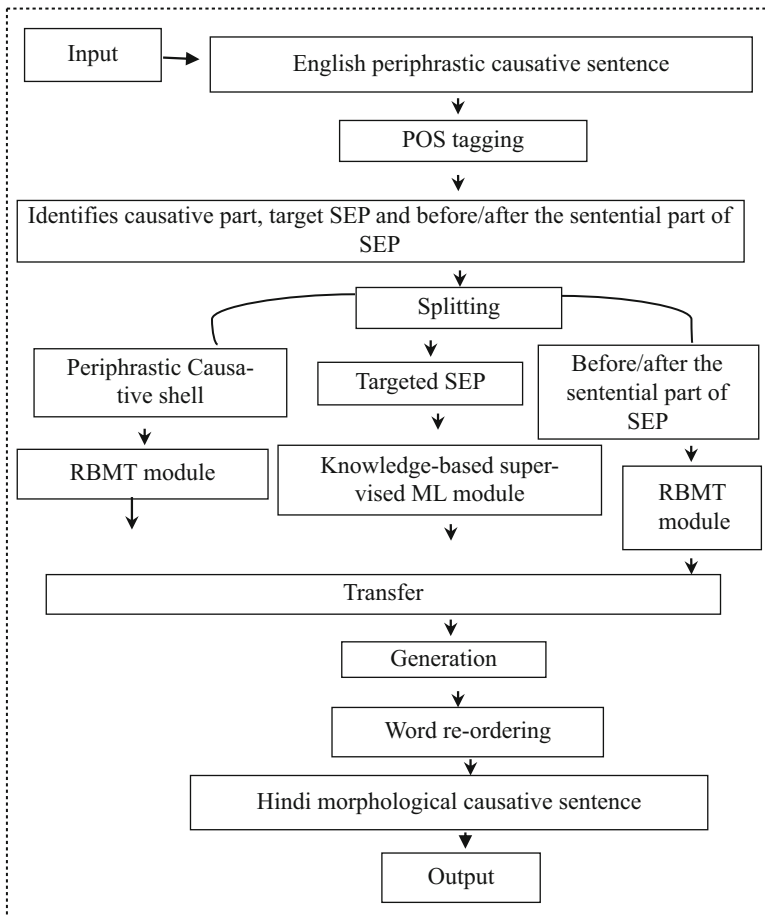 Input
English periphrastic causative sentence
POS tagging
Identifies causative part, target SEP and before/after the sentential part of
SEP
Splitting
Periphrastic Causa-
tive shell
Targeted SEP
Before/after the
sentential part of
SEP
RBMT module
Knowledge-based super-
vised ML module
RBMT
module
Transfer
Generation
Word re-ordering
Hindi morphological causative sentence
Output